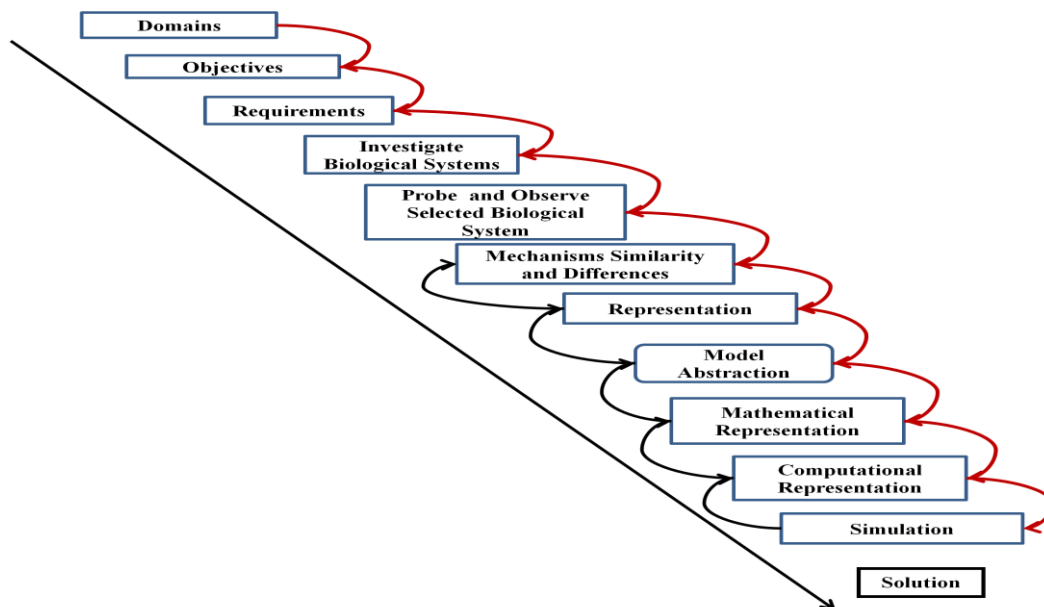 Domains
Objectives
Requirements
Investigate
Biological Systems
Probe and Observe
Selected Biological
System
Mechanisms Similarity
and Differences
Representation
Model
Abstraction
Mathematical
Representation
Computational
Representation
Simulation
Solution